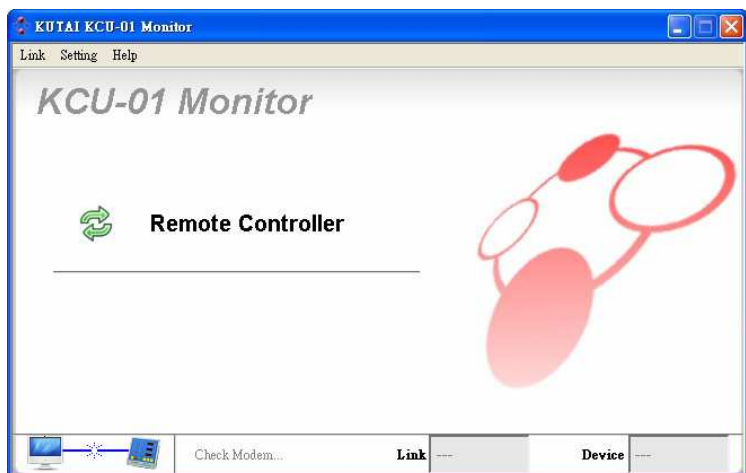 KUTAI KCU-01 Monitor
Link Setting Help
KCU-01 Monitor
Remote Controller
Check Modem... Link --- Device ---